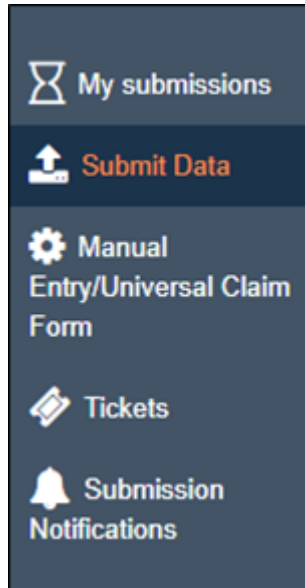 My submissions
Submit Data
Manual
Entry/Universal Claim
Form
Tickets
Submission
Notifications